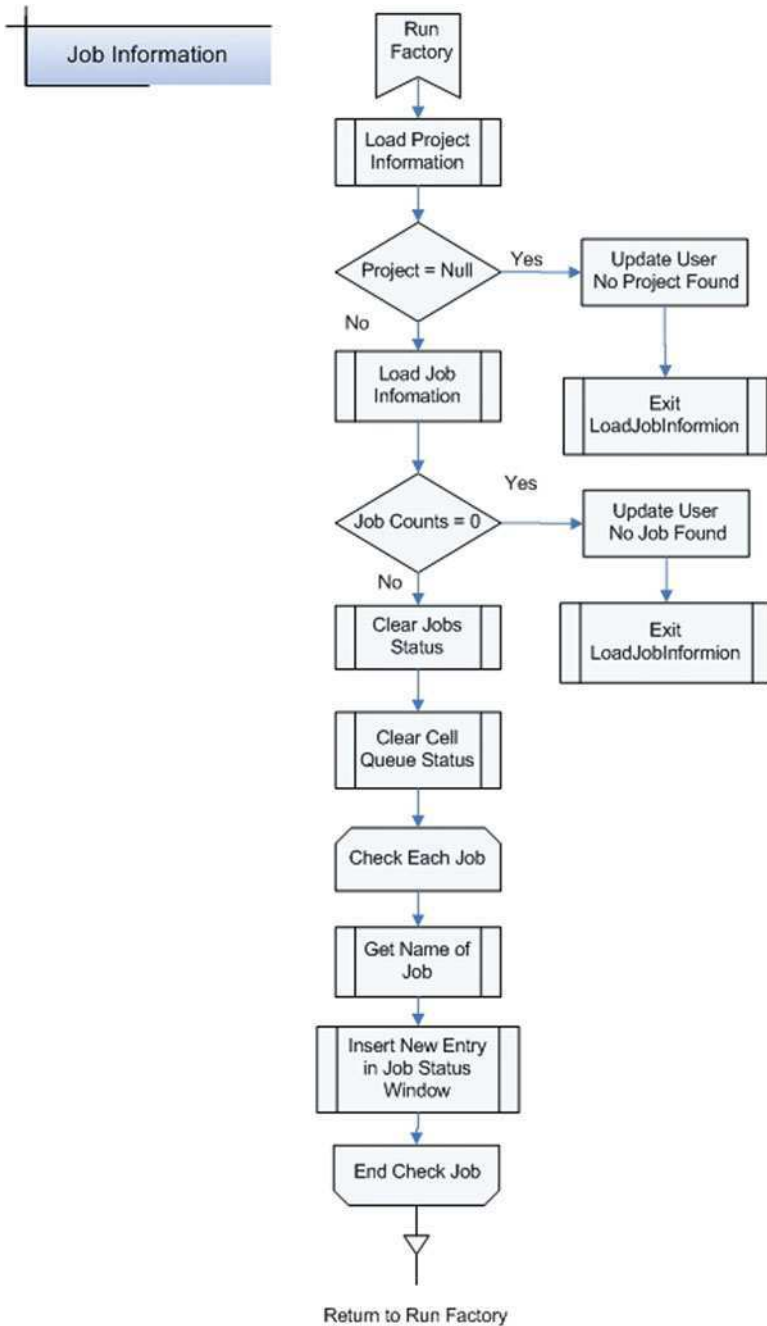 Job Information
Run
Factory
Load Project
Information
Project = Null
Yes
Update User
No Project Found
No
Load Job
Infomation
Exit
LoadJobInformion
Job Counts = 0
Yes
Update User
No Job Found
No
Clear Jobs
Status
Exit
LoadJobInformion
Clear Cell
Queue Status
Check Each Job
Get Name of
Job
Insert New Entry
in Job Status
Window
End Check Job
Return to Run Factory